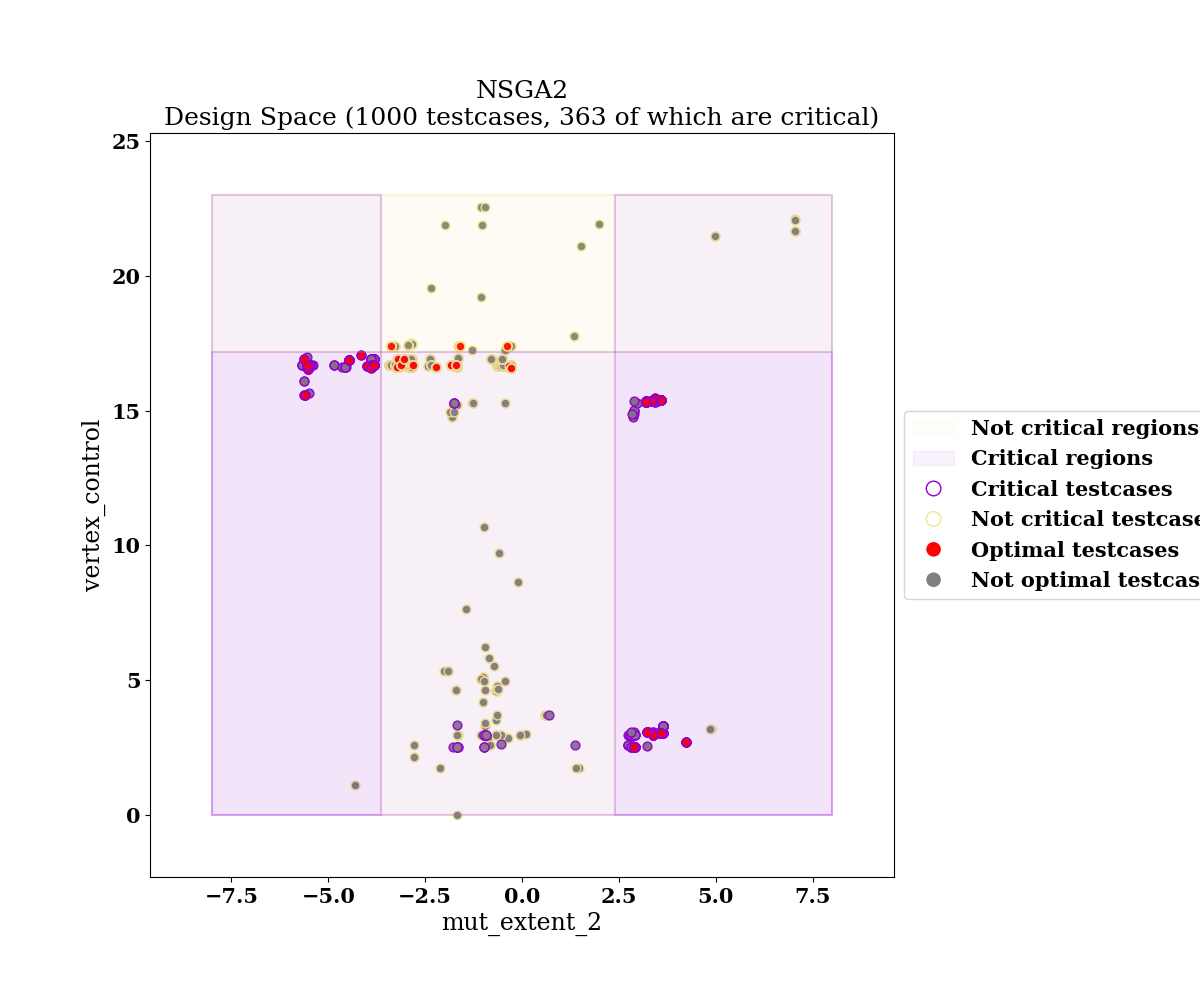 NSGA2
Design Space (1000 testcases, 363 of which are critical)
25
20
15
10
5
0
vertex_control
−7.5 −5.0 −2.5 0.0 2.5 5.0 7.5
mut_extent_2
Not critical regions
Critical regions
Critical testcases
Not critical testcase
Optimal testcases
Not optimal testcas